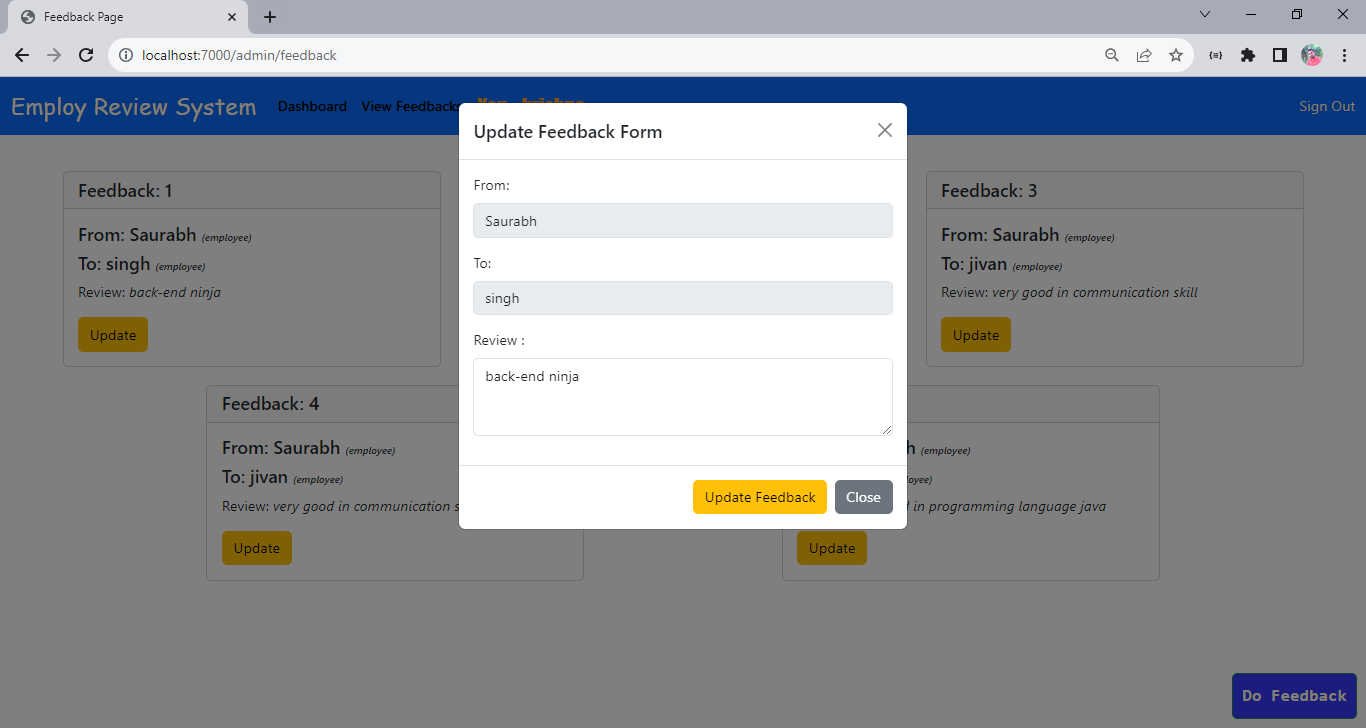 Feedback Page
localhost:7000/admin/feedback
Employ Review System Dashboard View Feedbacks Sign Out
Update Feedback Form
From:
Saurabh
To:
singh
Review :
back-end ninja
Update Feedback Close
Feedback: 1
From: Saurabh (employee)
To: singh (employee)
Review: back-end ninja
Update
Feedback: 3
From: Saurabh (employee)
To: jivan (employee)
Review: very good in communication skill
Update
Feedback: 4
From: Saurabh (employee)
To: jivan (employee)
Review: very good in communication
Update
(employee)
in programming language java
Update
Do Feedback